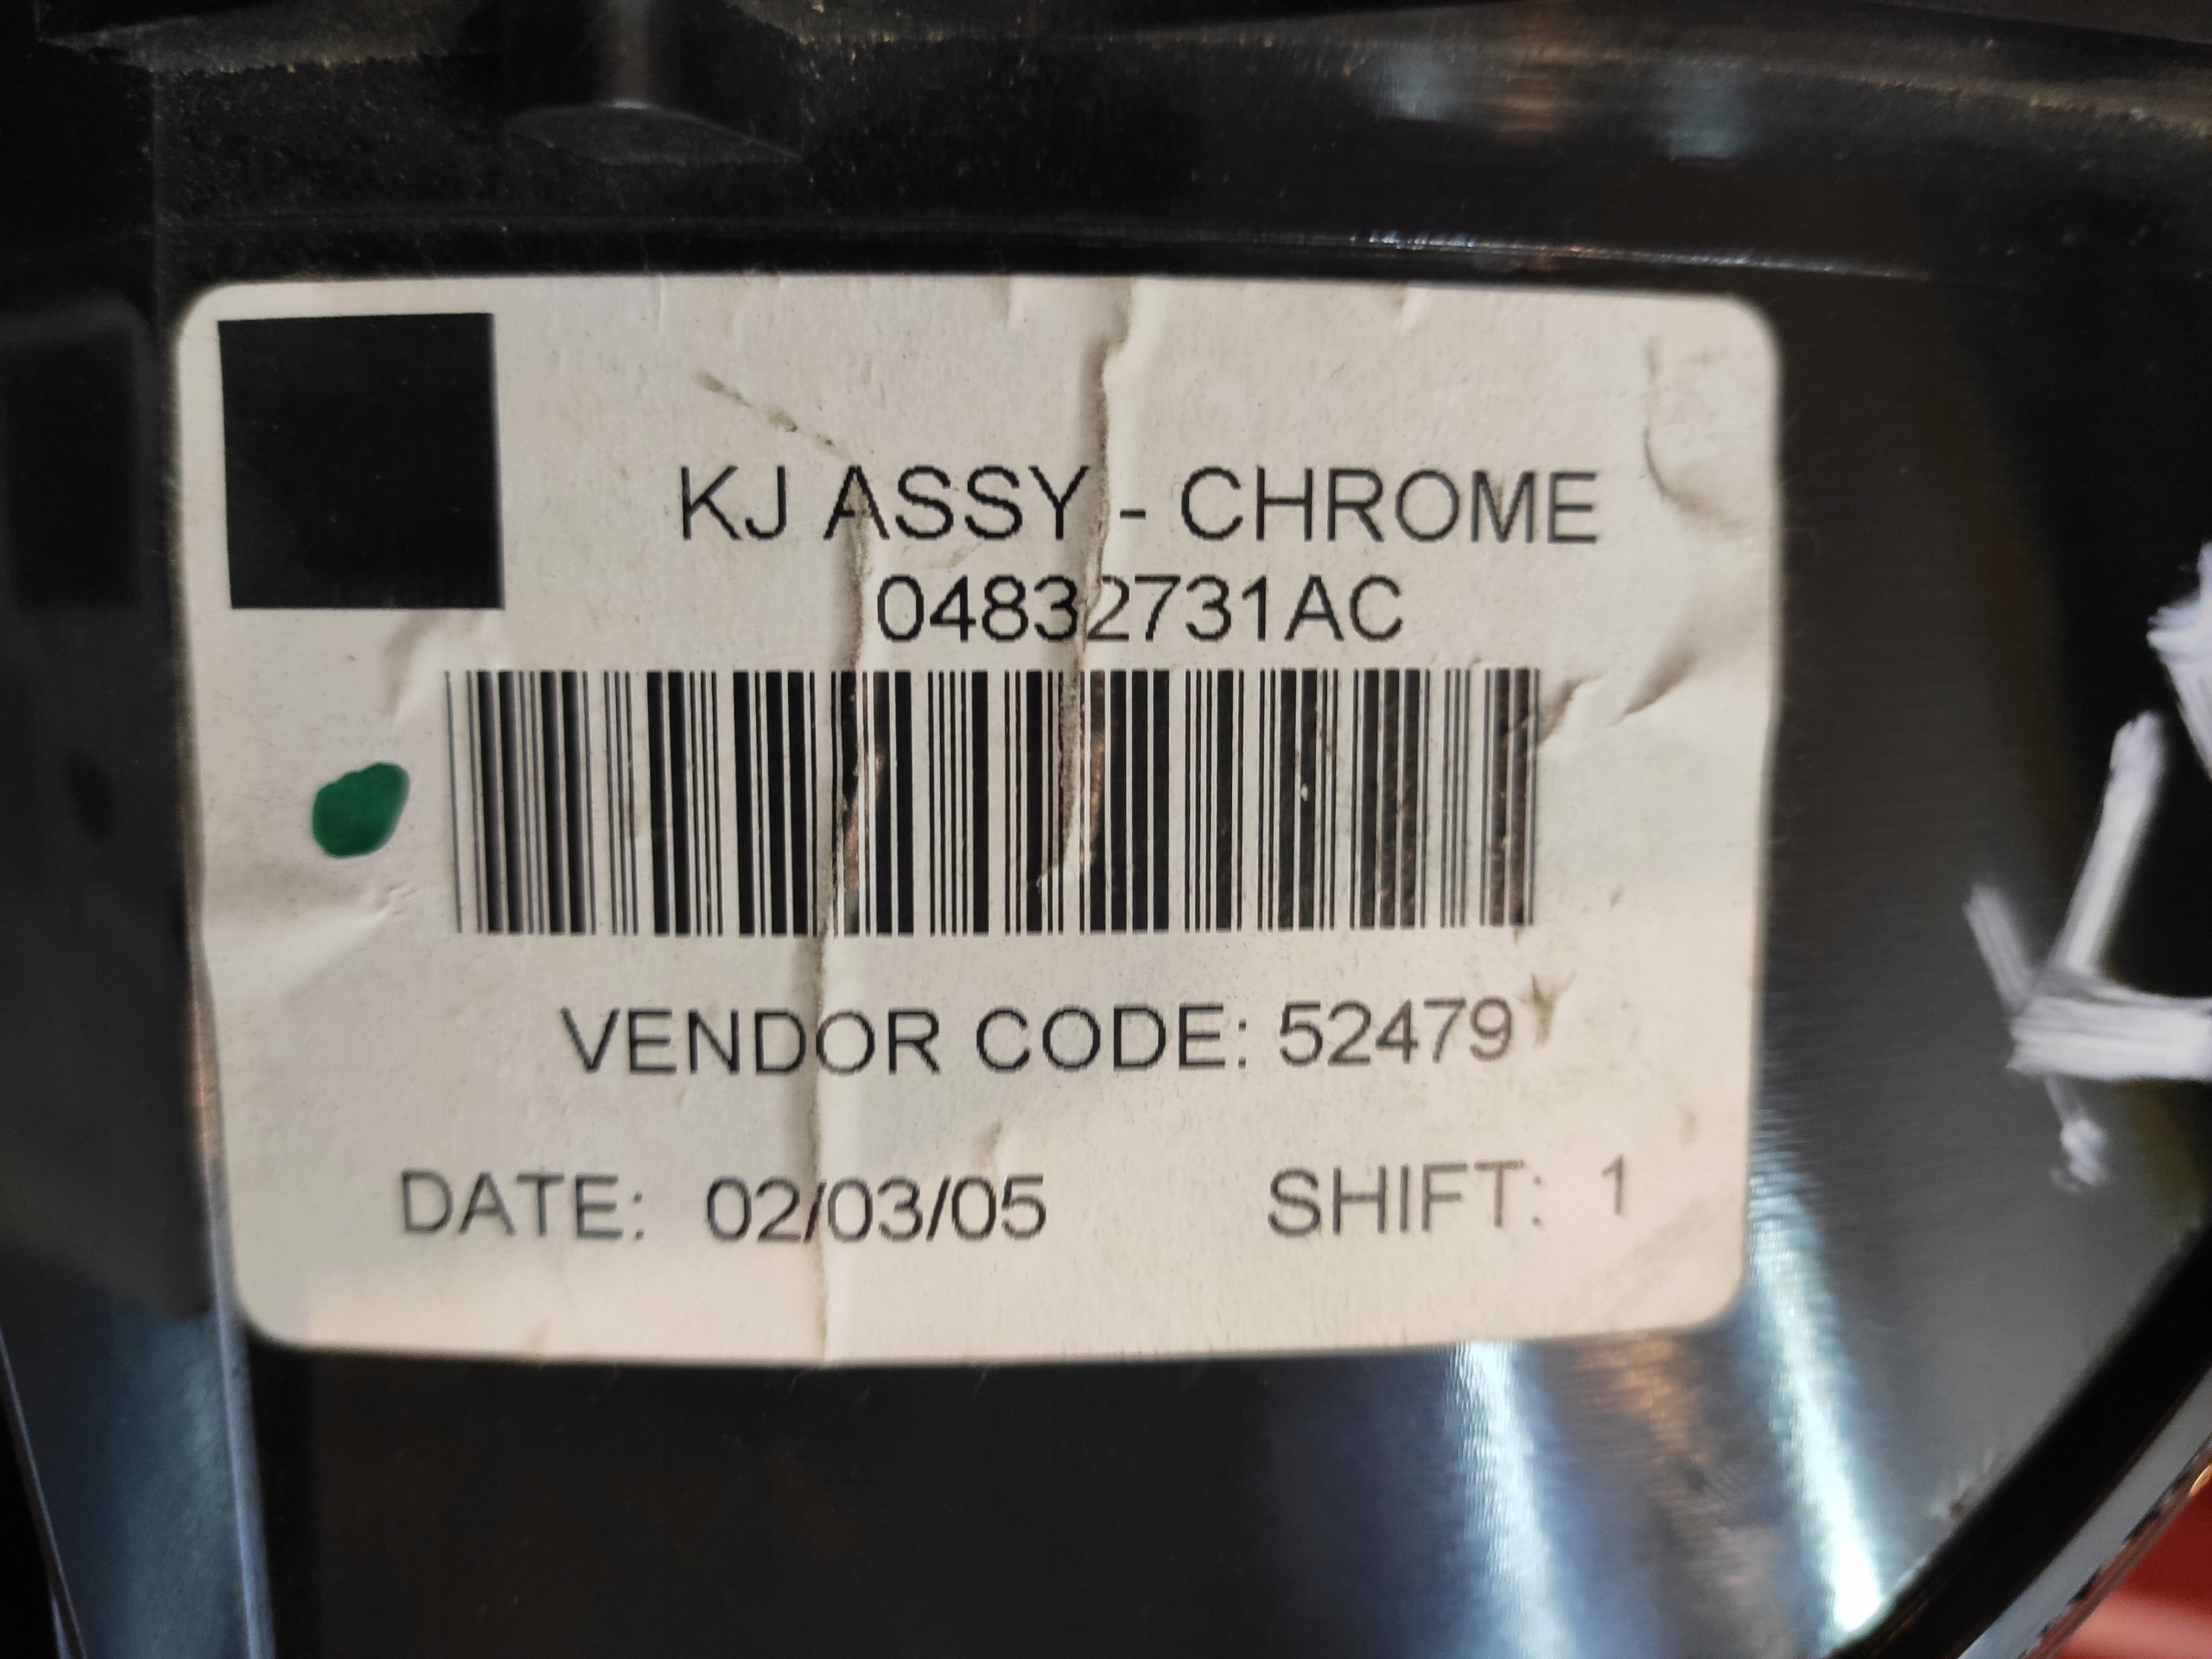 KJ ASSY - CHROME
04832731AC
VENDOR CODE: 52479
DATE: 02/03/05 SHIFT: 1